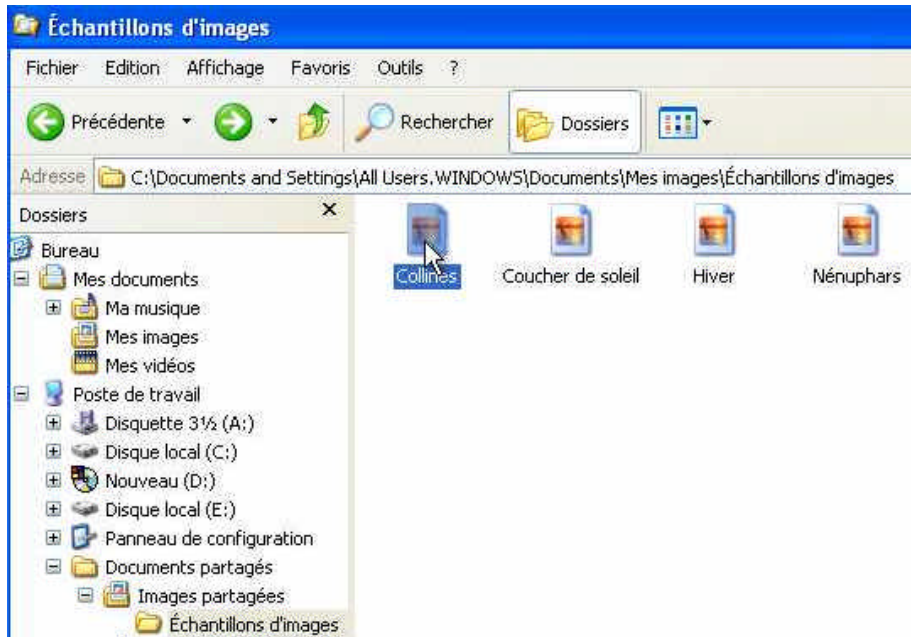 Échantillons d'images
Fichier Edition Affichage Favoris Outils ?
Précédente Rechercher Dossiers
Adresse C:\Documents and Settings\All Users.WINDOWS\Documents\Mes images\Échantillons d'images
Dossiers
Bureau
Mes documents
Ma musique
Mes images
Mes vidéos
Poste de travail
Disquette 3½ (A:)
Disque local (C:)
Nouveau (D:)
Disque local (E:)
Panneau de configuration
Documents partagés
Images partagées
Échantillons d'images
Collines Coucher de soleil Hiver Nénuphars